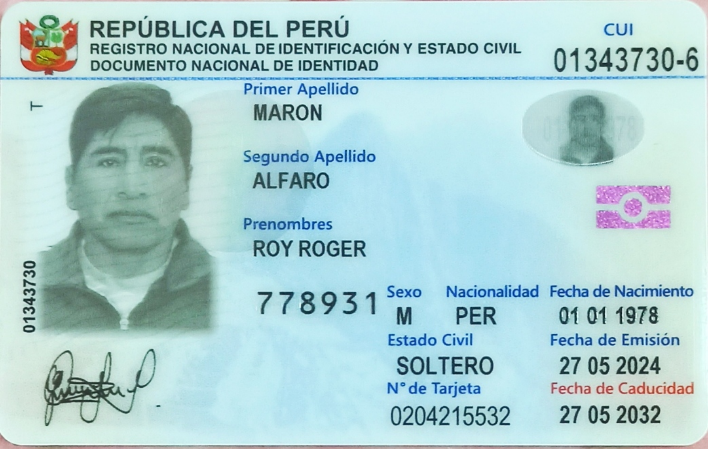 REPÚBLICA DEL PERÚ
REGISTRO NACIONAL DE IDENTIFICACIÓN Y ESTADO CIVIL
DOCUMENTO NACIONAL DE IDENTIDAD
CUI
01343730-6
T
Primer Apellido
MARON
Segundo Apellido
ALFARO
Prenombres
ROY ROGER
01343730
778931
Sexo Nacionalidad Fecha de Nacimiento
M PER 01 01 1978
Estado Civil Fecha de Emisión
SOLTERO 27 05 2024
N° de Tarjeta Fecha de Caducidad
0204215532 27 05 2032